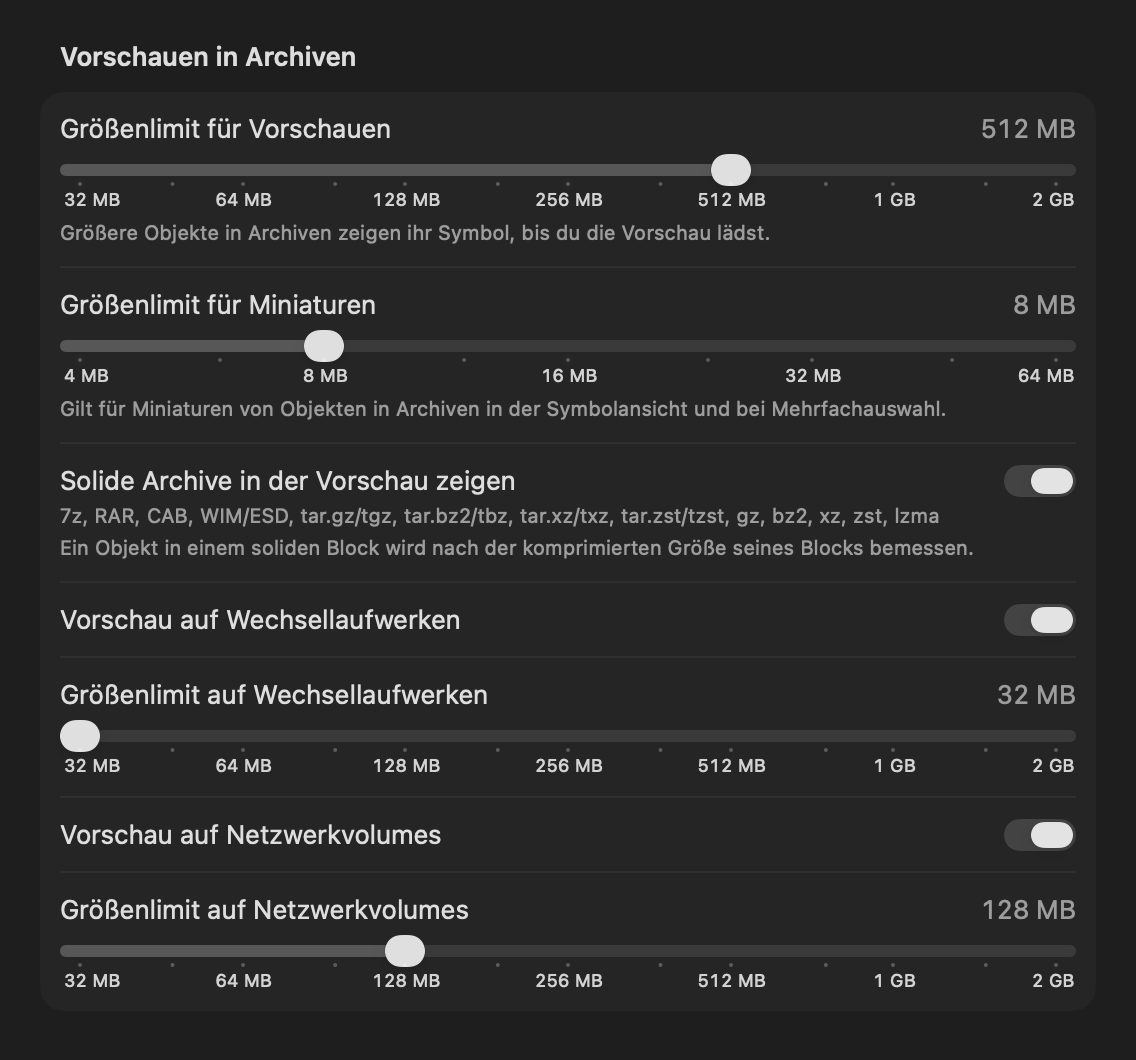 Vorschauen in Archiven
Größenlimit für Vorschauen 512 MB
32 MB 64 MB 128 MB 256 MB 512 MB 1 GB 2 GB
Größere Objekte in Archiven zeigen ihr Symbol, bis du die Vorschau lädst.
Größenlimit für Miniaturen 8 MB
4 MB 8 MB 16 MB 32 MB 64 MB
Gilt für Miniaturen von Objekten in Archiven in der Symbolansicht und bei Mehrfachauswahl.
Solide Archive in der Vorschau zeigen
7z, RAR, CAB, WIM/ESD, tar.gz/tgz, tar.bz2/tbz, tar.xz/txz, tar.zst/tzst, gz, bz2, xz, zst, lzma
Ein Objekt in einem soliden Block wird nach der komprimierten Größe seines Blocks bemessen.
Vorschau auf Wechsellaufwerken
Größenlimit auf Wechsellaufwerken 32 MB
32 MB 64 MB 128 MB 256 MB 512 MB 1 GB 2 GB
Vorschau auf Netzwerkvolumes
Größenlimit auf Netzwerkvolumes 128 MB
32 MB 64 MB 128 MB 256 MB 512 MB 1 GB 2 GB